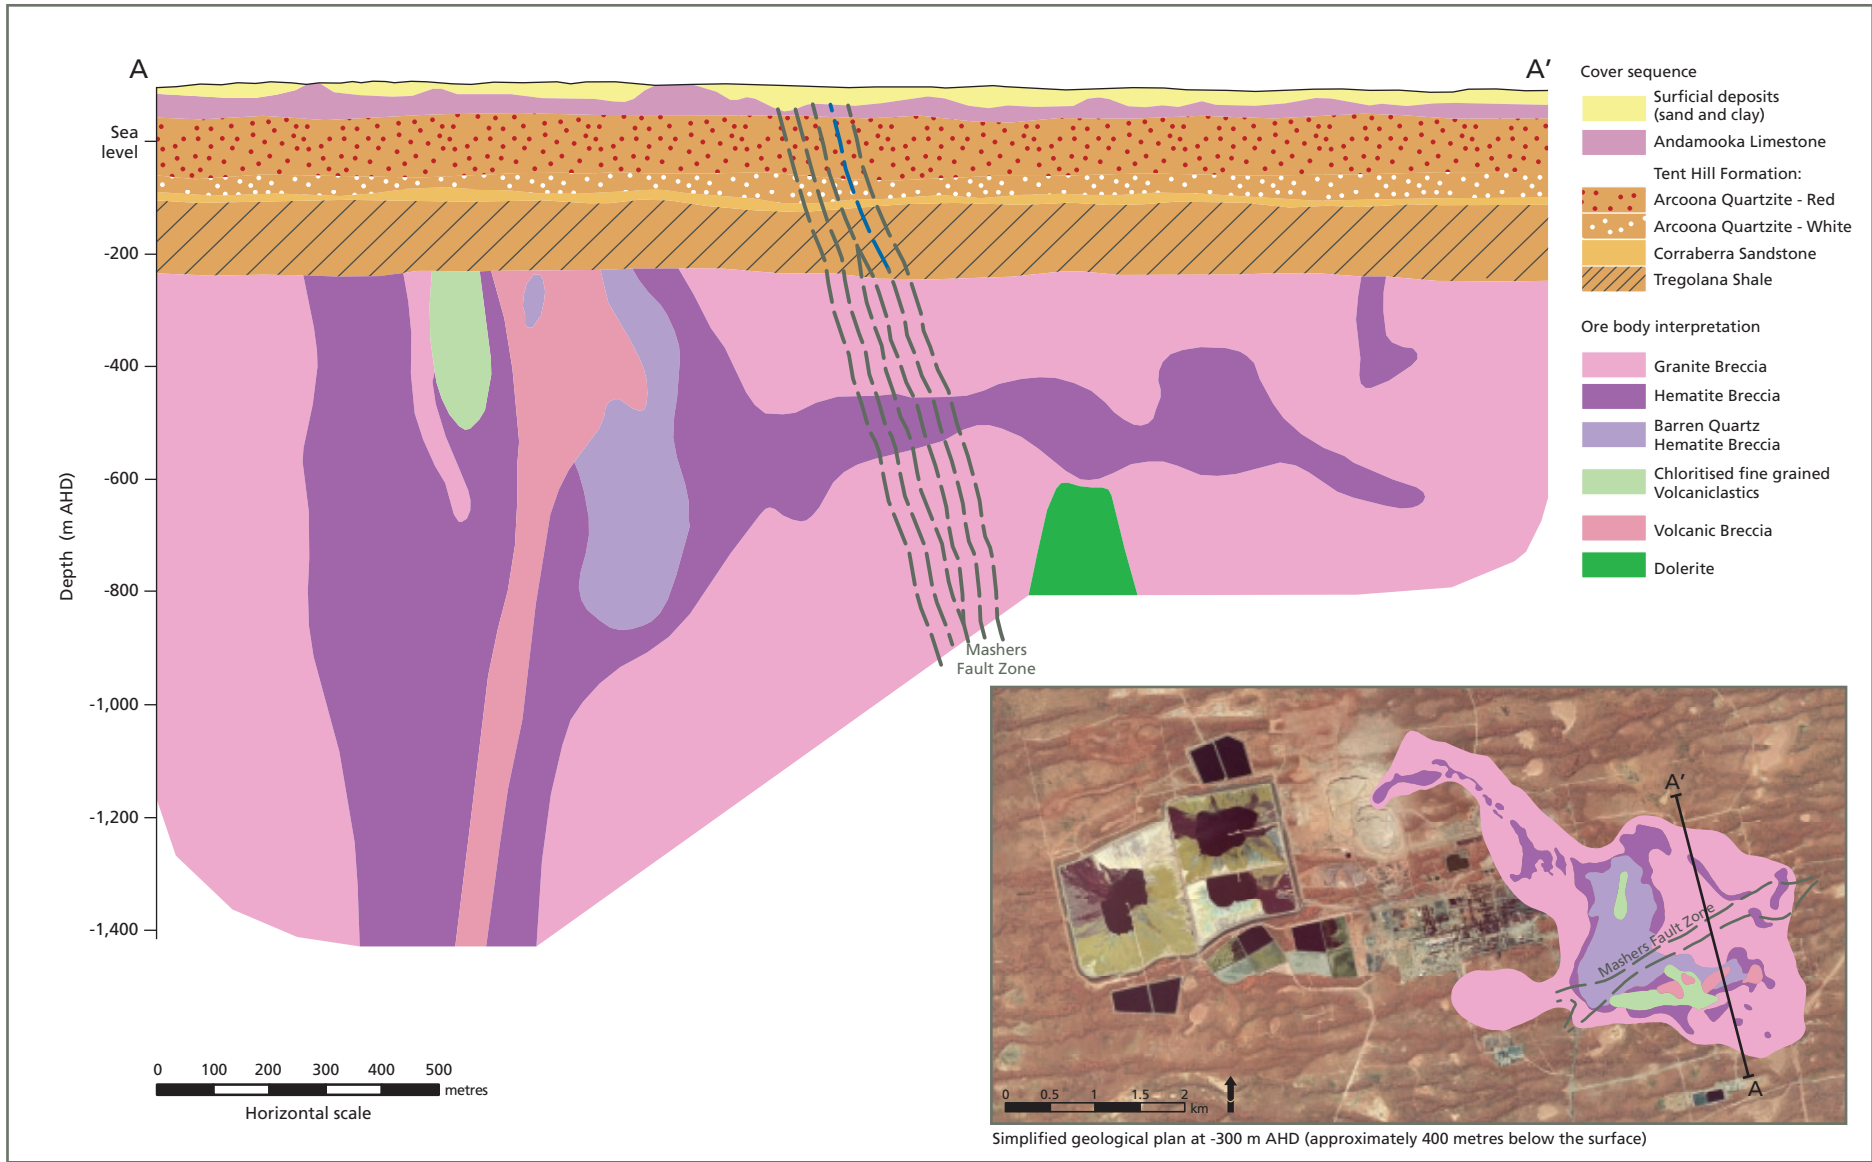 A
A’
Sea
level
-200
-400
-600
-800
-1,000
-1,200
-1,400
Depth (m AHD)
Mashers
Fault Zone
Cover sequence
Surficial deposits
(sand and clay)
Andamooka Limestone
Tent Hill Formation:
Arcoona Quartzite - Red
Arcoona Quartzite - White
Corraberra Sandstone
Tregolana Shale
Ore body interpretation
Granite Breccia
Hematite Breccia
Barren Quartz
Hematite Breccia
Chloritised fine grained
Volcaniclastics
Volcanic Breccia
Dolerite
0 100 200 300 400 500
metres
Horizontal scale
A’
Mashers Fault Zone
A
0 0.5 1 1.5 2
km
Simplified geological plan at -300 m AHD (approximately 400 metres below the surface)